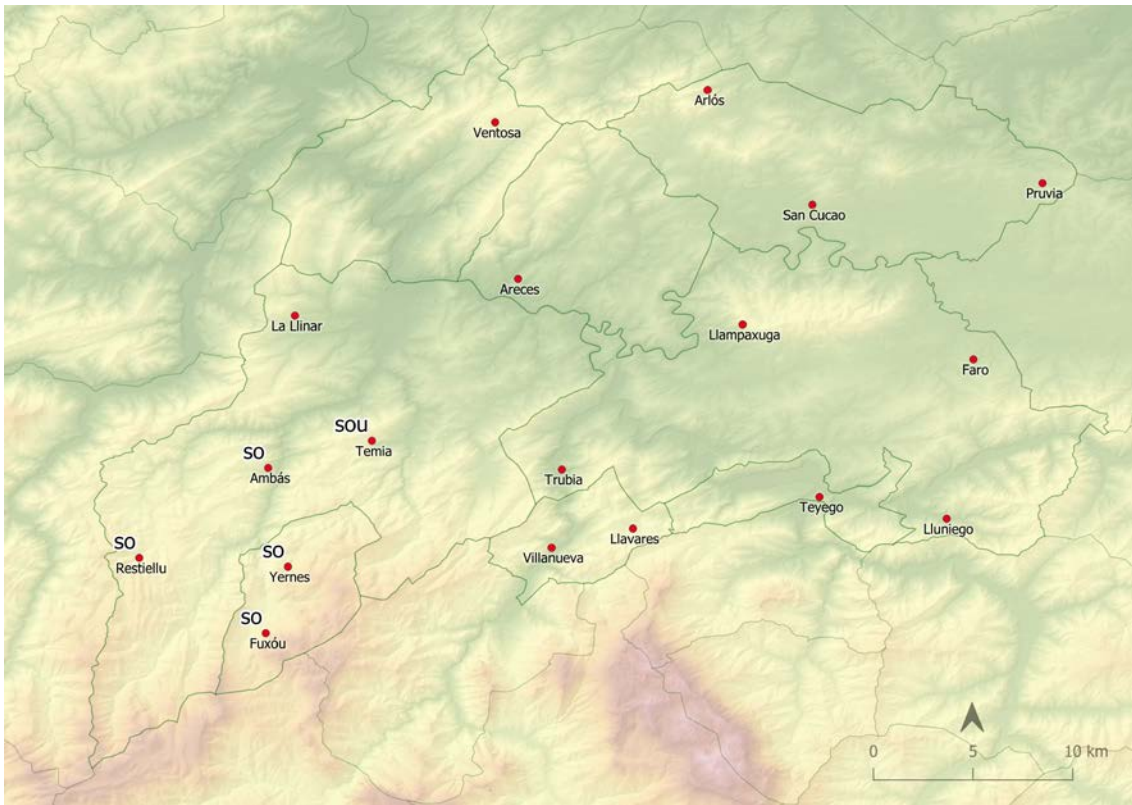 Arlós
Ventosa
Pruvia
San Cucao
Areces
La Llinar
Llampaxuga
Faro
sou
Temia
so
Ambás
Trubia
Teyego
Lluniego
Llavares
Villanueva
so
Restiellu
so
Yernes
so
Fuxóu
0 5 10 km